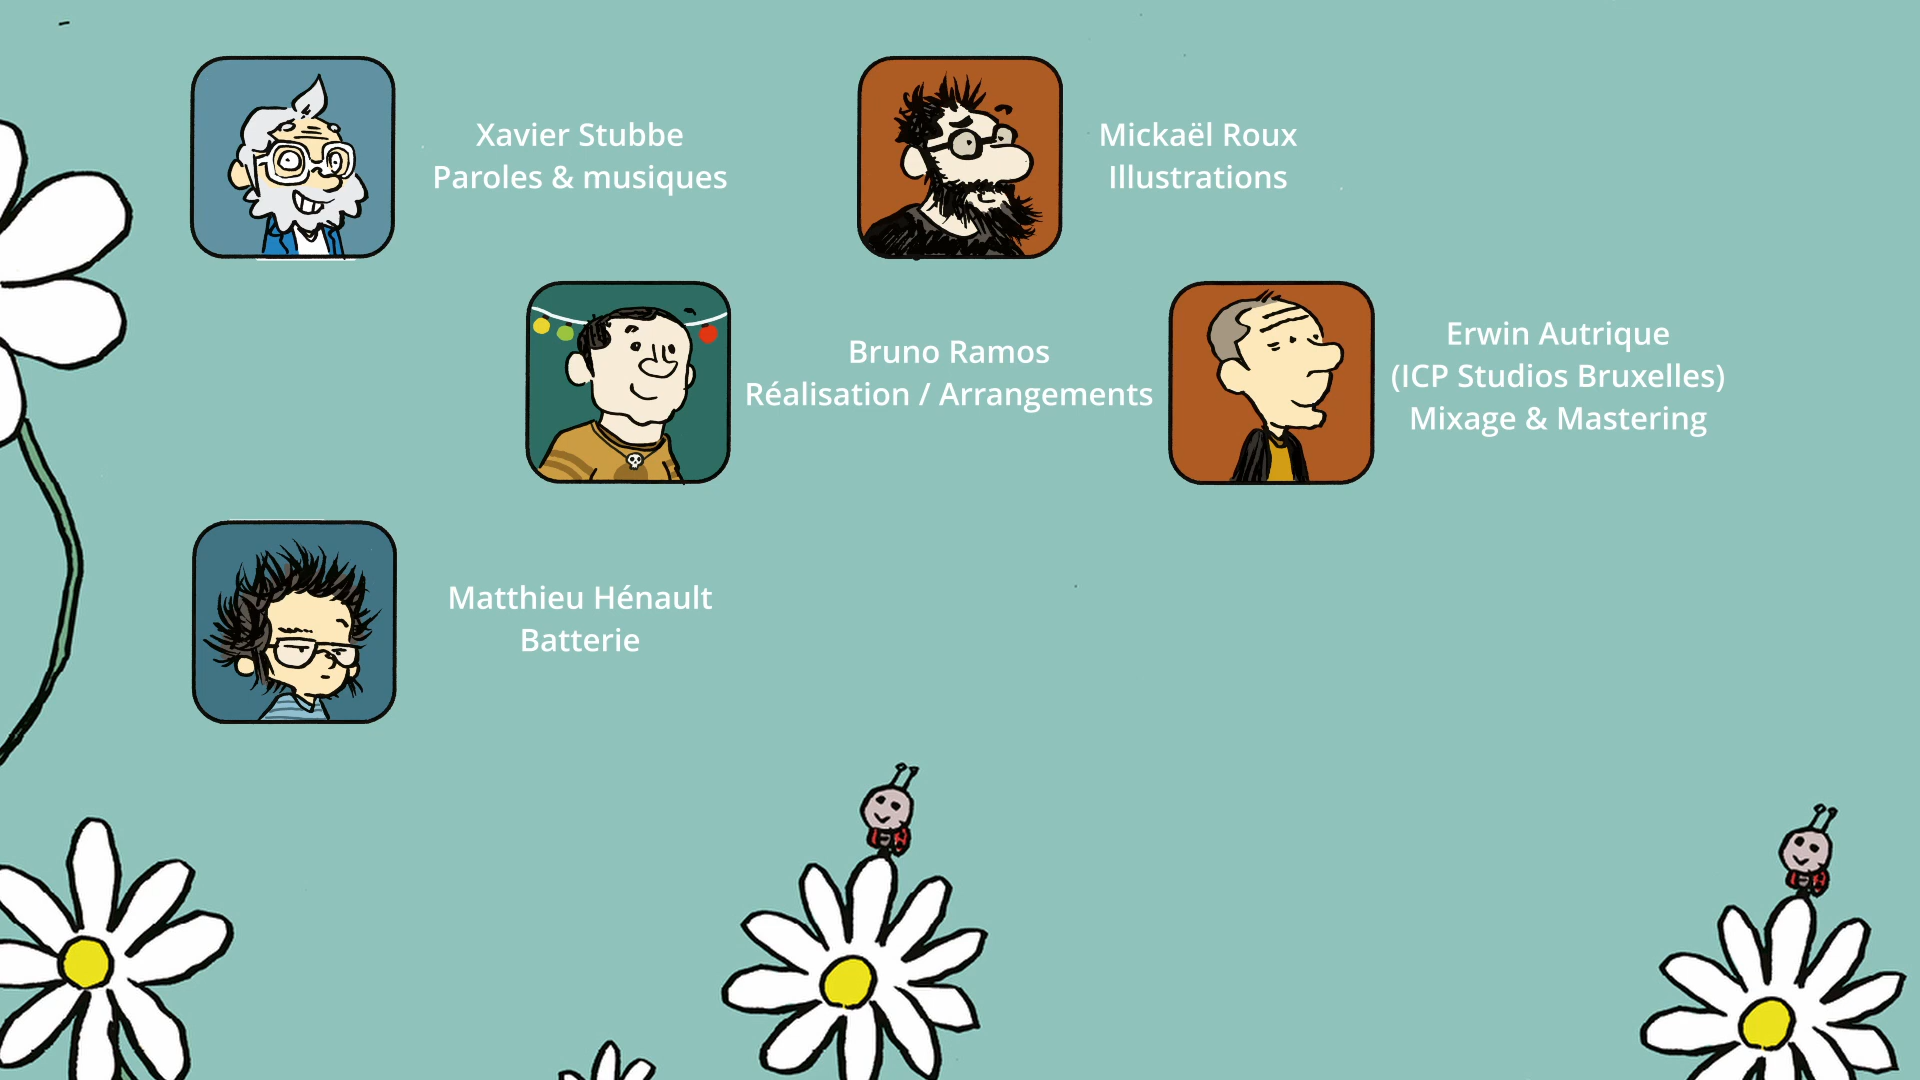 Xavier Stubbe
Paroles & musiques
Mickaël Roux
Illustrations
Bruno Ramos
Réalisation / Arrangements
Erwin Autrique
(ICP Studios Bruxelles)
Mixage & Mastering
Matthieu Hénault
Batterie